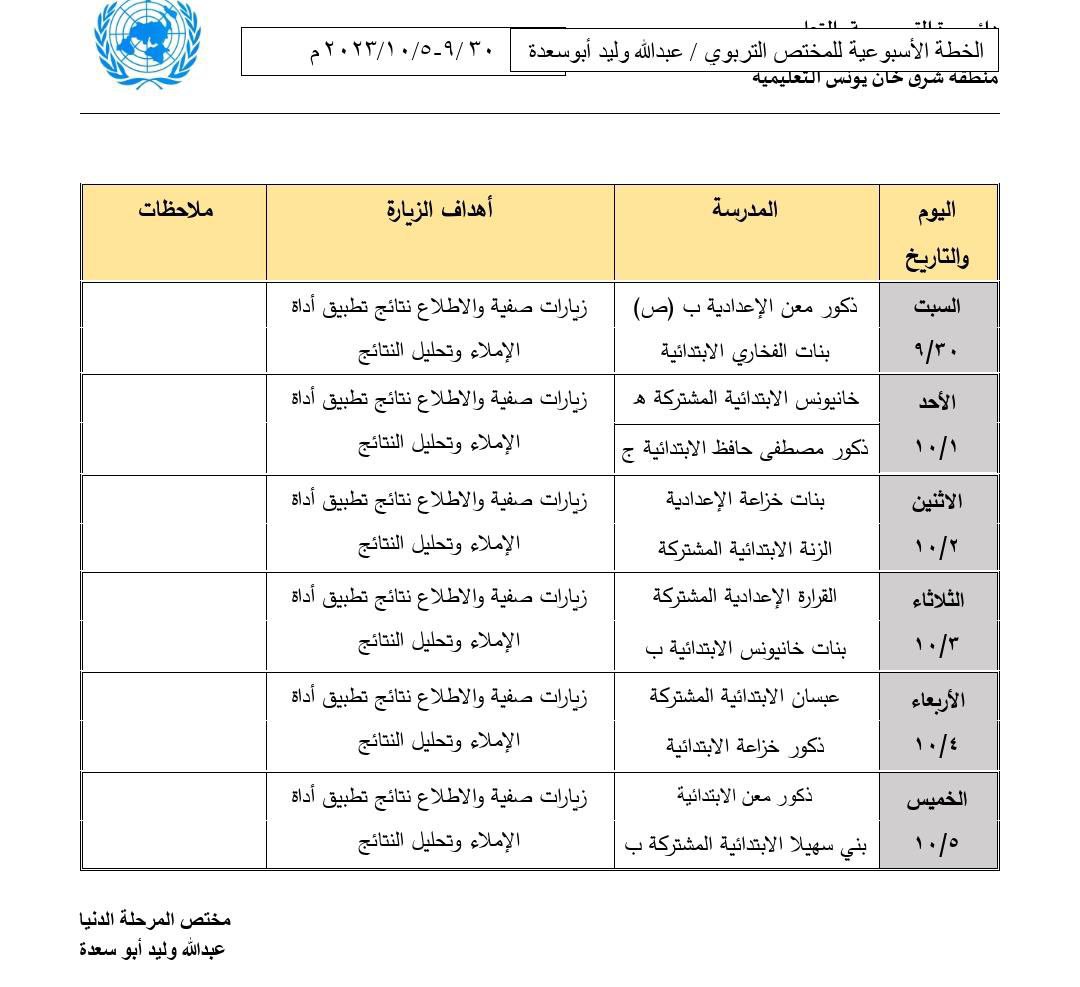 الخطة الأسبوعية للمختص التربوي / عبدالله وليد أبوسعدة
٩/٣٠-٢٠٢٣/١٠/٥ م
منطقة شرق خان يونس التعليمية
اليوم والتاريخ المدرسة أهداف الزيارة ملاحظات
السبت ذكور معن الإعدادية ب (ص) زيارات صفية والاطلاع نتائج تطبيق أداة
٩/٣٠ بنات الفخاري الابتدائية الإملاء وتحليل النتائج
الأحد خانيونس الابتدائية المشتركة هـ زيارات صفية والاطلاع نتائج تطبيق أداة
١٠/١ ذكور مصطفى حافظ الابتدائية ج الإملاء وتحليل النتائج
الاثنين بنات خزاعة الإعدادية زيارات صفية والاطلاع نتائج تطبيق أداة
١٠/٢ الزنة الابتدائية المشتركة الإملاء وتحليل النتائج
الثلاثاء القرارة الإعدادية المشتركة زيارات صفية والاطلاع نتائج تطبيق أداة
١٠/٣ بنات خانيونس الابتدائية ب الإملاء وتحليل النتائج
الأربعاء عبسان الابتدائية المشتركة زيارات صفية والاطلاع نتائج تطبيق أداة
١٠/٤ ذكور خزاعة الابتدائية الإملاء وتحليل النتائج
الخميس ذكور معن الابتدائية زيارات صفية والاطلاع نتائج تطبيق أداة
١٠/٥ بني سهيلا الابتدائية المشتركة ب الإملاء وتحليل النتائج
مختص المرحلة الدنيا
عبدالله وليد أبو سعدة